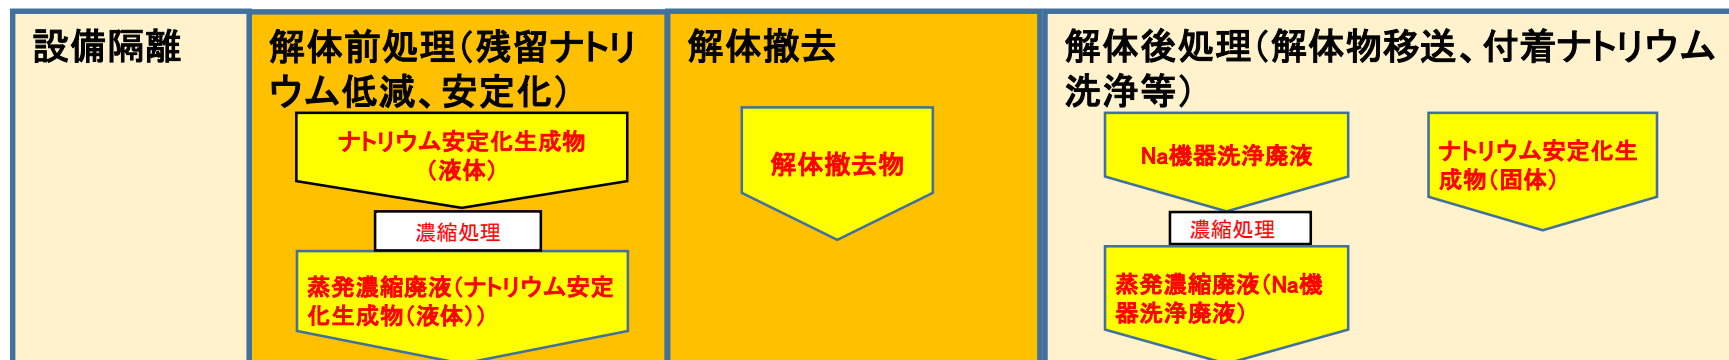 設備隔離
解体前処理(残留ナトリ
ウム低減、安定化)
ナトリウム安定化生成物
(液体)
濃縮処理
蒸発濃縮廃液(ナトリウム安定
化生成物(液体))
解体撤去
解体撤去物
解体後処理(解体物移送、付着ナトリウム
洗浄等)
Na機器洗浄廃液
濃縮処理
蒸発濃縮廃液(Na機
器洗浄廃液)
ナトリウム安定化生
成物(固体)